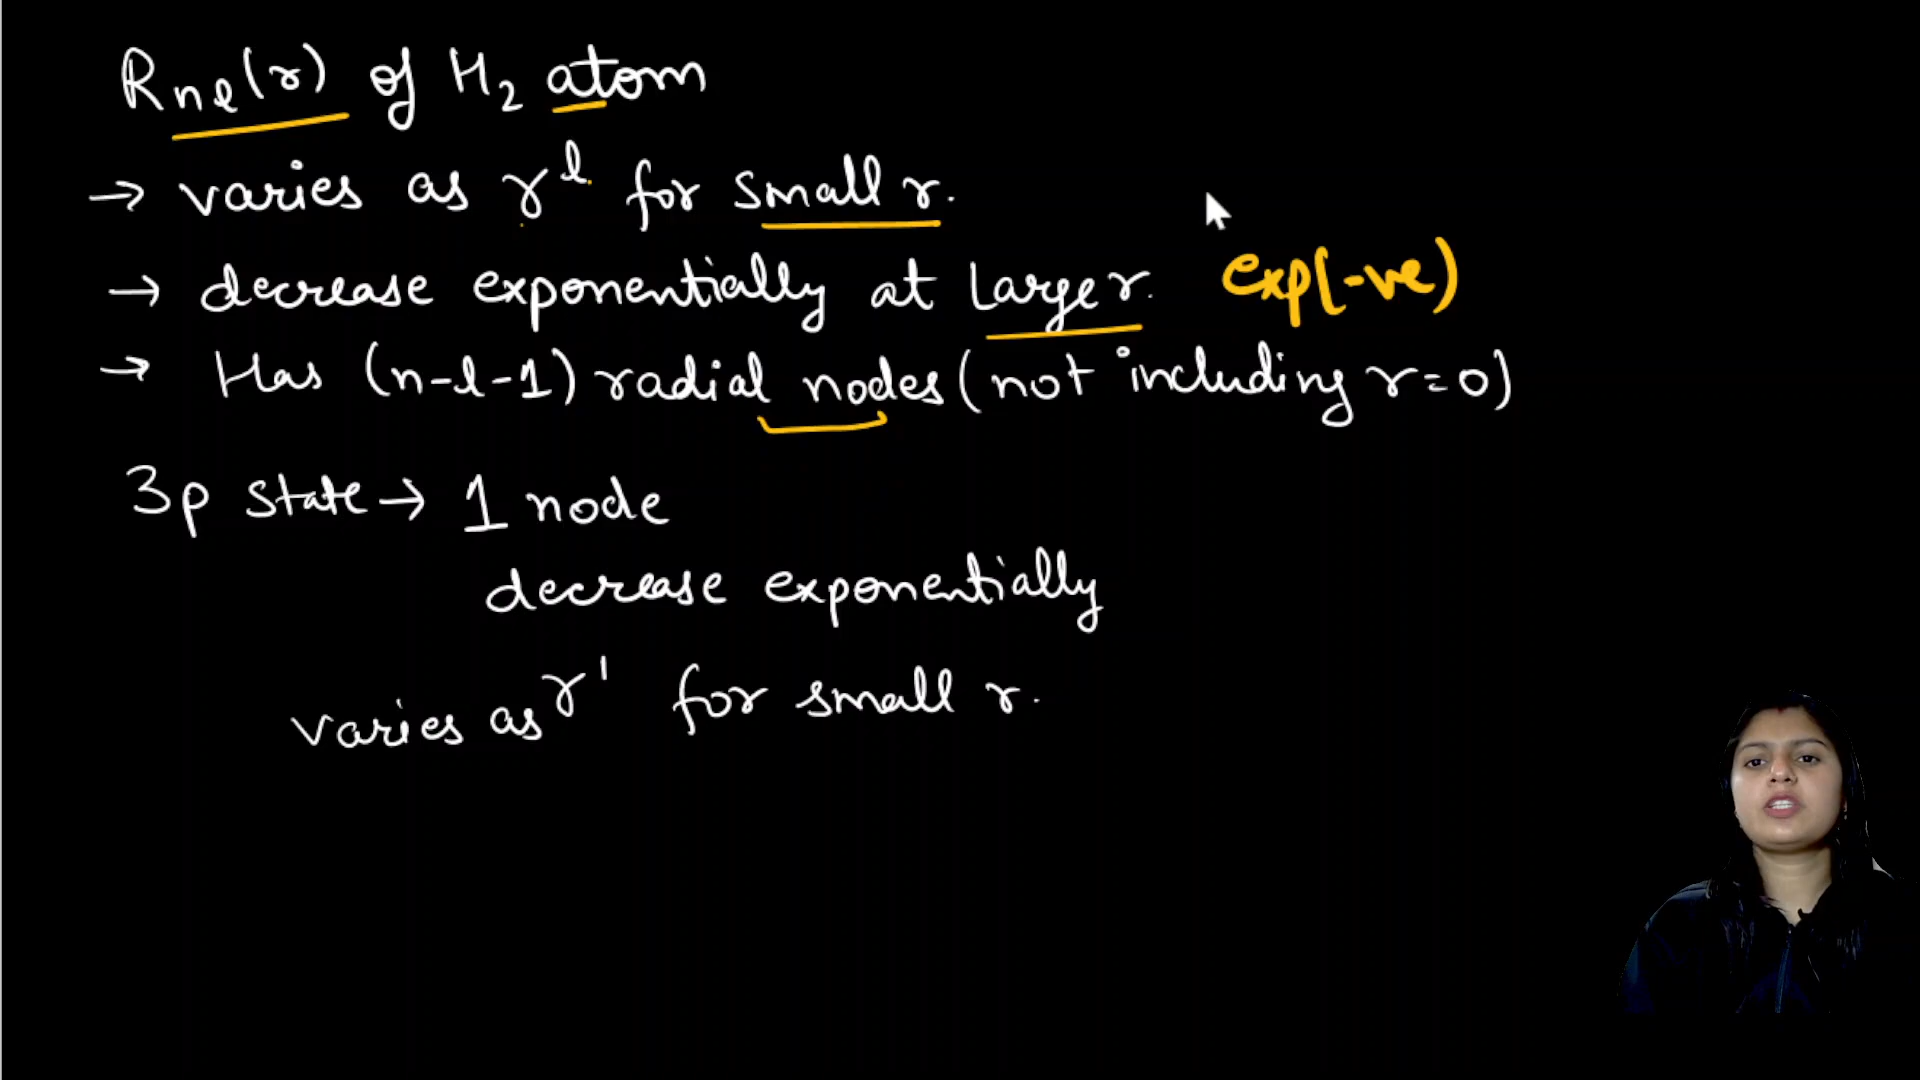 Rnl(r) of H₂ atom
→ varies as r^l for small r.
→ decrease exponentially at Large r. exp(-ve)
→ Has (n-l-1) radial nodes (not including r=0)
3p state → 1 node
decrease exponentially
varies as r^1 for small r.